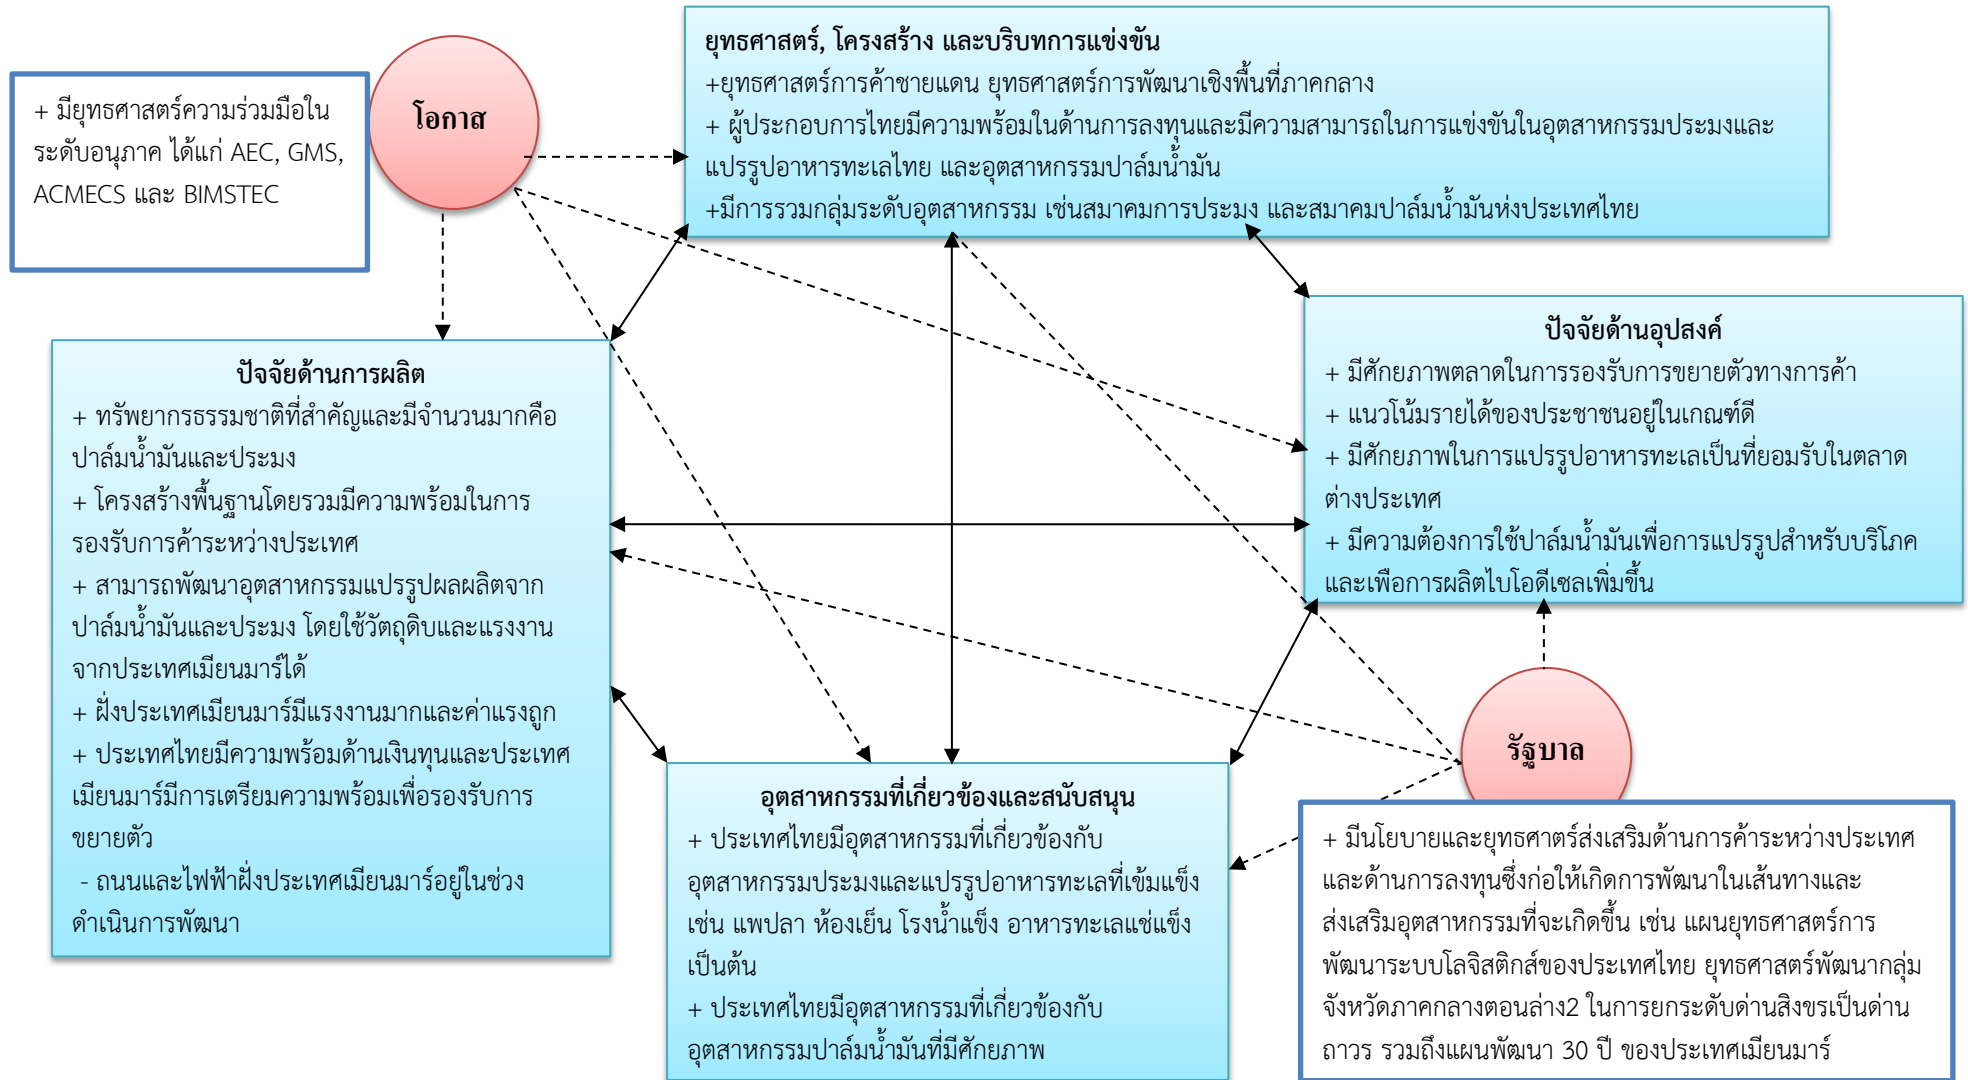 ยุทธศาสตร์, โครงสร้าง และบริบทการแข่งขัน
+ยุทธศาสตร์การค้าชายแดน ยุทธศาสตร์การพัฒนาเชิงพื้นที่ภาคกลาง
+ ผู้ประกอบการไทยมีความพร้อมในด้านการลงทุนและมีความสามารถในการแข่งขันในอุตสาหกรรมประมงและ
แปรรูปอาหารทะเลไทย และอุตสาหกรรมปาล์มน้ำมัน
+มีการรวมกลุ่มระดับอุตสาหกรรม เช่นสมาคมการประมง และสมาคมปาล์มน้ำมันห่งประเทศไทย
โอกาส
+ มียุทธศาสตร์ความร่วมมือใน
ระดับอนุภาค ได้แก่ AEC, GMS,
ACMECS และ BIMSTEC
ปัจจัยด้านการผลิต
+ ทรัพยากรธรรมชาติที่สำคัญและมีจำนวนมากคือ
ปาล์มน้ำมันและประมง
+ โครงสร้างพื้นฐานโดยรวมมีความพร้อมในการ
รองรับการค้าระหว่างประเทศ
+ สามารถพัฒนาอุตสาหกรรมแปรรูปผลผลิตจาก
ปาล์มน้ำมันและประมง โดยใช้วัตถุดิบและแรงงาน
จากประเทศเมียนมาร์ได้
+ ฝั่งประเทศเมียนมาร์มีแรงงานมากและค่าแรงถูก
+ ประเทศไทยมีความพร้อมด้านเงินทุนและประเทศ
เมียนมาร์มีการเตรียมความพร้อมเพื่อรองรับการ
ขยายตัว
- ถนนและไฟฟ้าฝั่งประเทศเมียนมาร์อยู่ในช่วง
ดำเนินการพัฒนา
ปัจจัยด้านอุปสงค์
+ มีศักยภาพตลาดในการรองรับการขยายตัวทางการค้า
+ แนวโน้มรายได้ของประชาชนอยู่ในเกณฑ์ดี
+ มีศักยภาพในการแปรรูปอาหารทะเลเป็นที่ยอมรับในตลาด
ต่างประเทศ
+ มีความต้องการใช้ปาล์มน้ำมันเพื่อการแปรรูปสำหรับบริโภค
และเพือการผลิตไบโอดีเซลเพิ่มขึ้น
อุตสาหกรรมที่เกี่ยวข้องและสนับสนุน
+ ประเทศไทยมีอุตสาหกรรมที่เกี่ยวข้องกับ
อุตสาหกรรมประมงและแปรรูปอาหารทะเลที่เข้มแข็ง
เช่น แพปลา ห้องเย็น โรงน้ำแข็ง อาหารทะเลแช่แข็ง
เป็นต้น
+ ประเทศไทยมีอุตสาหกรรมที่เกี่ยวข้องกับ
อุตสาหกรรมปาล์มน้ำมันที่มีศักยภาพ
รัฐบาล
+ มีนโยบายและยุทธศาตร์ส่งเสริมด้านการค้าระหว่างประเทศ
และด้านการลงทุนซึ่งก่อให้เกิดการพัฒนาในเส้นทางและ
ส่งเสริมอุตสาหกรรมที่จะเกิดขึ้น เช่น แผนยุทธศาสตร์การ
พัฒนาระบบโลจิสติกส์ของประเทศไทย ยุทธศาสตร์พัฒนากลุ่ม
จังหวัดภาคกลางตอนล่าง2 ในการยกระดับด่านสิงขรเป็นด่าน
ถาวร รวมถึงแผนพัฒนา 30 ปี ของประเทศเมียนมาร์